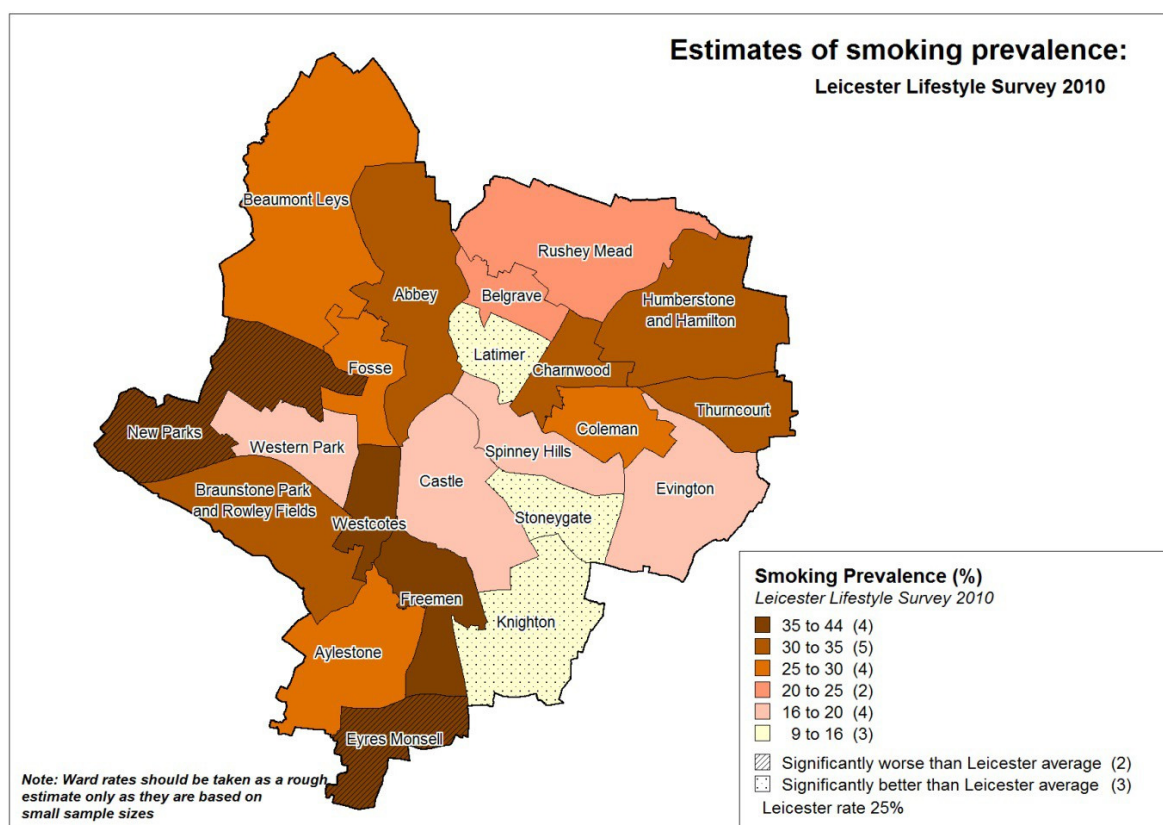 Estimates of smoking prevalence:
Leicester Lifestyle Survey 2010
Beaumont Leys
Rushey Mead
Abbey
Belgrave
Humberstone
and Hamilton
Latimer
Fosse
Charnwood
Thurncourt
New Parks
Western Park
Coleman
Spinney Hills
Castle
Evington
Braunstone Park
and Rowley Fields
Westcotes
Stoneygate
Freemen
Knighton
Aylestone
Eyres Monsell
Smoking Prevalence (%)
Leicester Lifestyle Survey 2010
35 to 44 (4)
30 to 35 (5)
25 to 30 (4)
20 to 25 (2)
16 to 20 (4)
9 to 16 (3)
Significantly worse than Leicester average (2)
Significantly better than Leicester average (3)
Leicester rate 25%
Note: Ward rates should be taken as a rough
estimate only as they are based on
small sample sizes